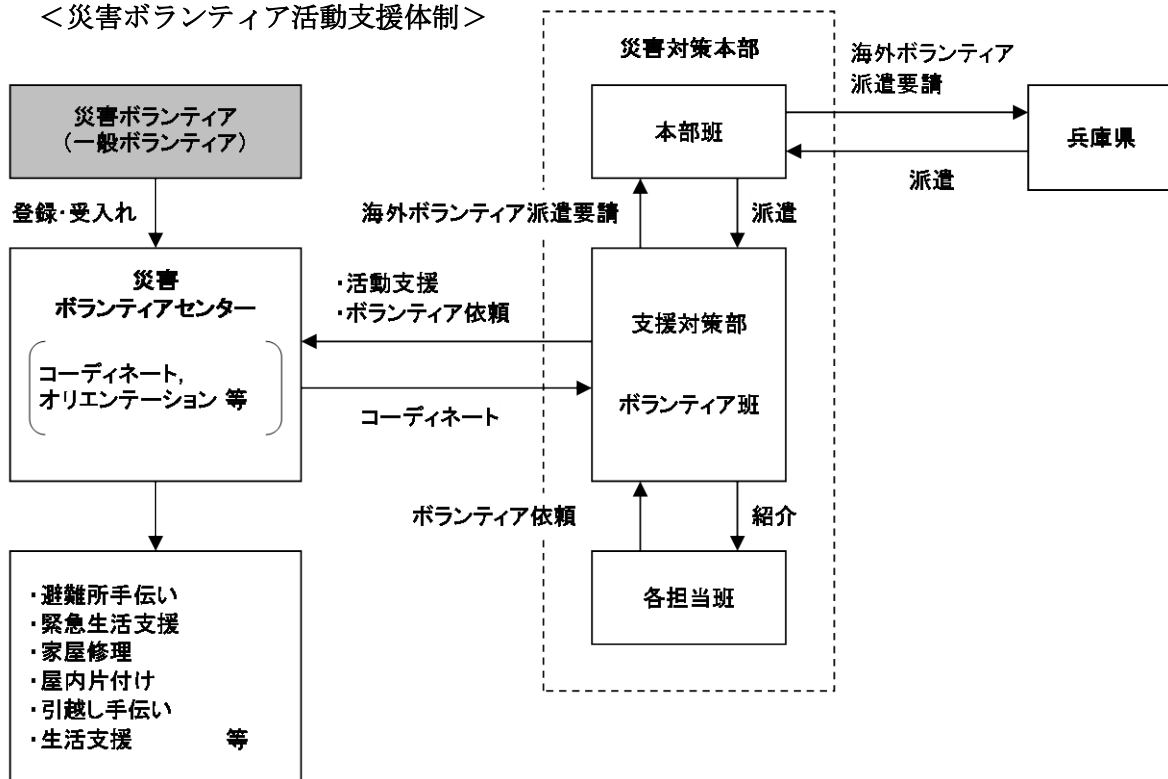 ＜災害ボランティア活動支援体制＞
災害対策本部
海外ボランティア
派遣要請
災害ボランティア
（一般ボランティア）
本部班
兵庫県
派遣
登録・受入れ
海外ボランティア派遣要請
派遣
災害
ボランティアセンター
コーディネート，
オリエンテーション 等
・活動支援
・ボランティア依頼
コーディネート
支援対策部
ボランティア班
ボランティア依頼
紹介
各担当班
・避難所手伝い
・緊急生活支援
・家屋修理
・屋内片付け
・引越し手伝い
・生活支援 等